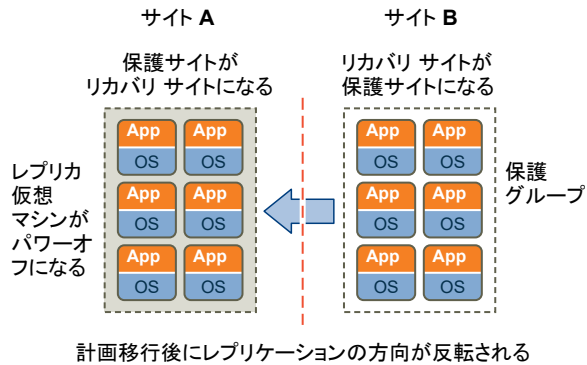 サイト A
サイト B
保護サイトが
リカバリ サイトになる
リカバリ サイトが
保護サイトになる
App App
OS OS
App App
OS OS
App App
OS OS
App App
OS OS
App App
OS OS
App App
OS OS
レプリカ
仮想
マシンが
パワーオ
フになる
保護
グループ
計画移行後にレプリケーションの方向が反転される